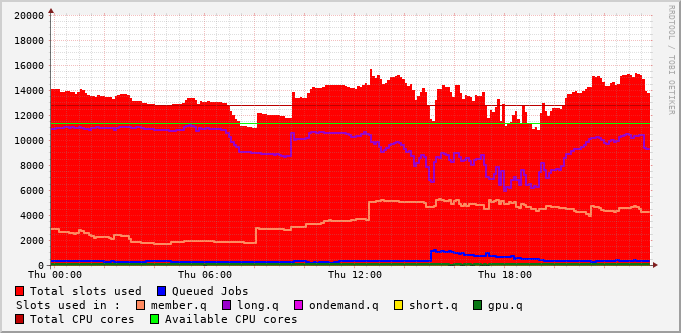 20000
18000
16000
14000
12000
10000
8000
6000
4000
2000
0
Thu 00:00 Thu 06:00 Thu 12:00 Thu 18:00
RRDTOOL / TOBI OETIKER
Total slots used Queued Jobs
Slots used in : member.q long.q ondemand.q short.q gpu.q
Total CPU cores Available CPU cores